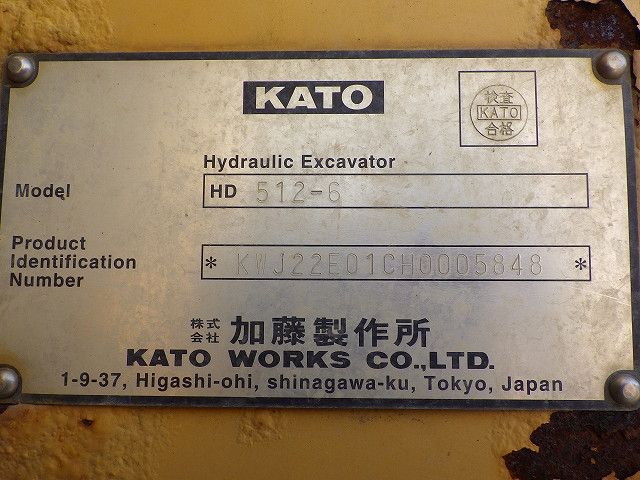 KATO
検査
KATO
合格
Hydraulic Excavator
Model HD 512-6
Product Identification Number * KWJ22E01CH0005848 *
株式会社 加藤製作所
KATO WORKS CO.,LTD.
1-9-37, Higashi-ohi, shinagawa-ku, Tokyo, Japan